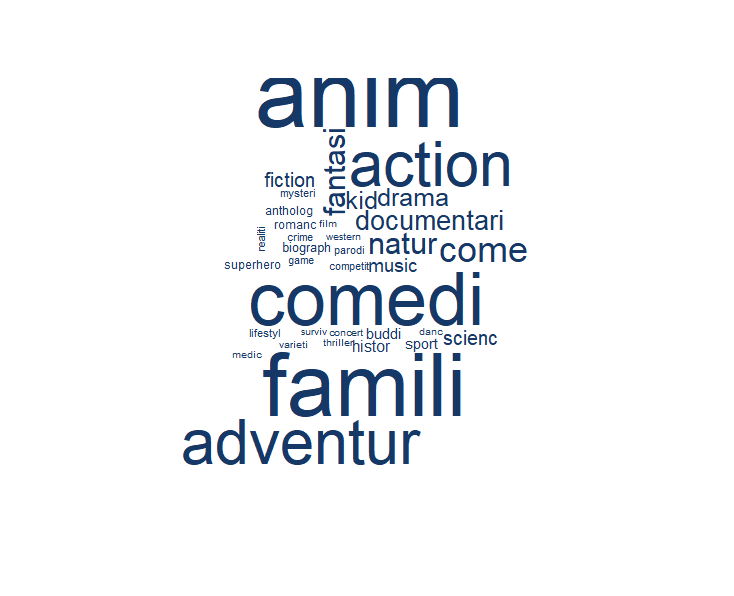 anim
fantasi
action
fiction
mysteri
kid
drama
antholog
documentari
romanc
film
realiti
crime
western
natur
come
biograph
parodi
superhero
game
competit
music
comedi
lifestyl
surviv
concert
buddi
danc
scienc
varieti
thriller
histor
sport
medic
famili
adventur